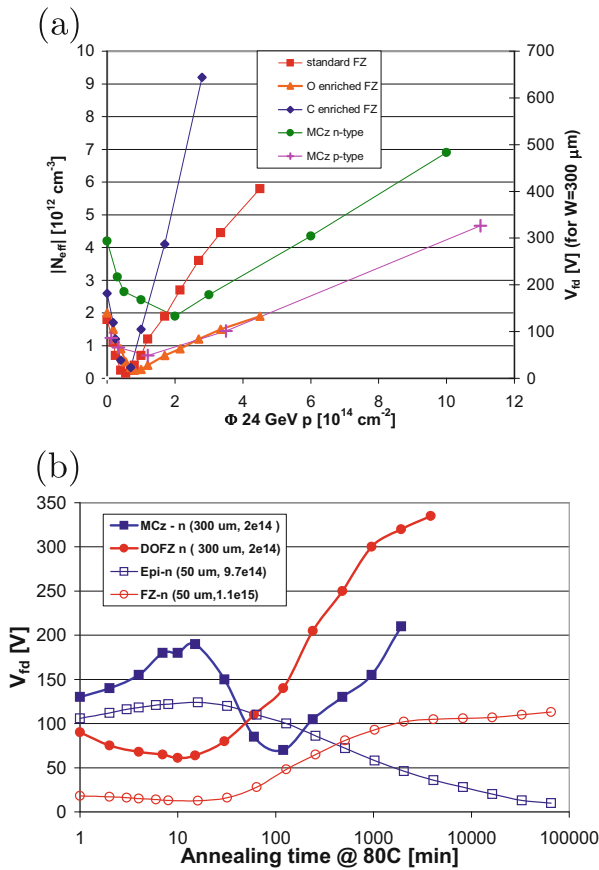 (a)
10
9
8
7
6
5
4
3
2
1
0
|N_eff| [10^12 cm^-3]
700
600
500
400
300
200
100
0
V_fd [V] (for W=300 µm)
standard FZ
O enriched FZ
C enriched FZ
MCz n-type
MCz p-type
0 2 4 6 8 10 12
Φ 24 GeV p [10^14 cm^-2]
(b)
350
300
250
200
150
100
50
0
V_fd [V]
MCz - n (300 um, 2e14 )
DOFZ n ( 300 um, 2e14)
Epi-n (50 um, 9.7e14)
FZ-n (50 um,1.1e15)
1 10 100 1000 10000 100000
Annealing time @ 80C [min]